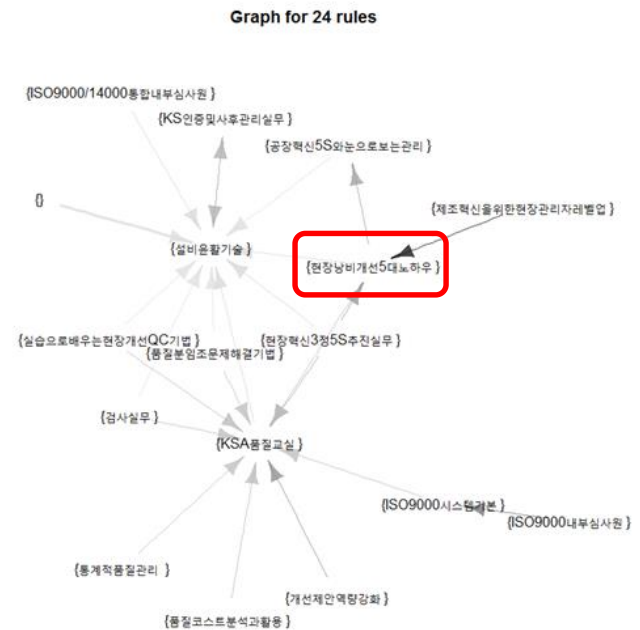 Graph for 24 rules
{ISO9000/14000통합내부심사원 }
{KS인증및사후관리실무 }
{공장혁신5S와눈으로보는관리 }
{}
{제조혁신을위한현장관리자레벨업 }
{설비윤활기술 }
{현장낭비개선5대노하우 }
{실습으로배우는현장개선QC기법 }
{현장혁신3정5S추진실무 }
{품질분임조문제해결기법 }
{검사실무 }
{KSA품질교실 }
{ISO9000시스템기본 }
{ISO9000내부심사원 }
{통계적품질관리 }
{개선제안역량강화 }
{품질코스트분석과활용 }